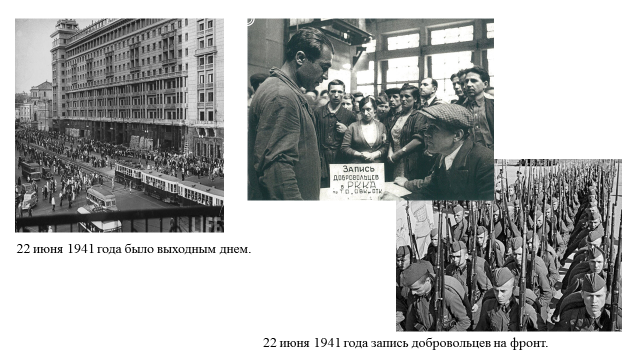 Запись
добровольцев
в РККА
22 июня 1941 года было выходным днем.
22 июня 1941 года запись добровольцев на фронт.